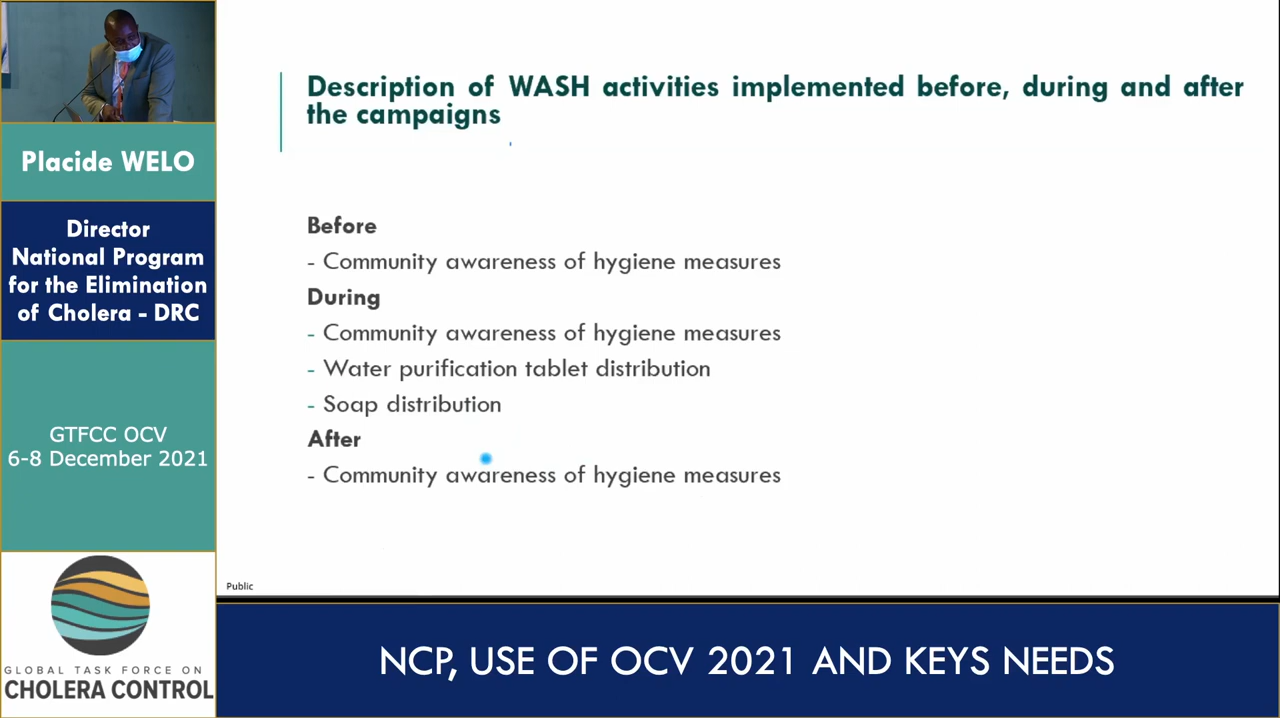 Placide WELO
Director
National Program
for the Elimination
of Cholera - DRC
GTFCC OCV
6-8 December 2021
GLOBAL TASK FORCE ON
CHOLERA CONTROL
Description of WASH activities implemented before, during and after
the campaigns
Before
- Community awareness of hygiene measures
During
- Community awareness of hygiene measures
- Water purification tablet distribution
- Soap distribution
After
- Community awareness of hygiene measures
Public
NCP, USE OF OCV 2021 AND KEYS NEEDS